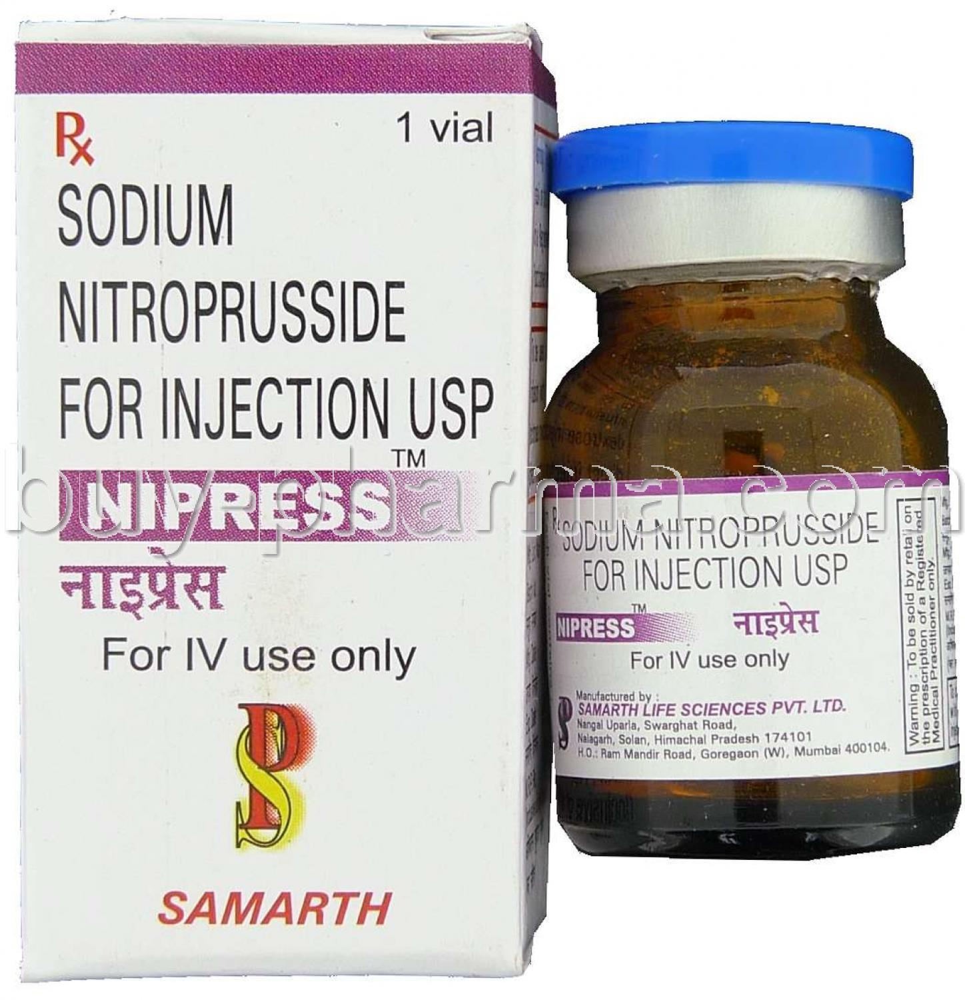 Rx
1 vial
SODIUM
NITROPRUSSIDE
FOR INJECTION USP
NIPRESS™
नाइप्रेस
For IV use only
SAMARTH
buypharma.com
Rx
SODIUM NITROPRUSSIDE
FOR INJECTION USP
NIPRESS™ नाइप्रेस
For IV use only
Manufactured by :
SAMARTH LIFE SCIENCES PVT. LTD.
Nangal Uparla, Swarghat Road,
Nalagarh, Solan, Himachal Pradesh 174101
H.O.: Ram Mandir Road, Goregaon (W), Mumbai 400104.
Warning : To be sold by retail on
the prescription of a Registered
Medical Practitioner only.